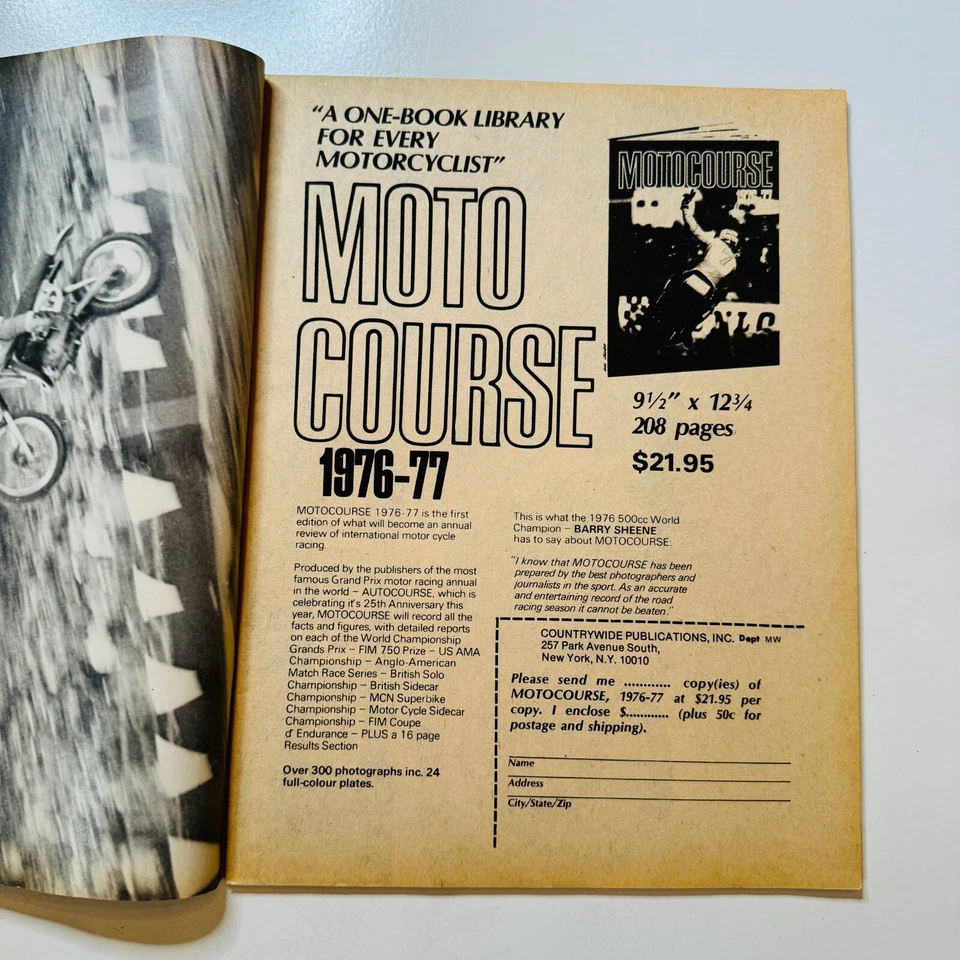 "A ONE-BOOK LIBRARY
FOR EVERY
MOTORCYCLIST"
MOTO
COURSE
1976-77
MOTOCOURSE
1976-77
9½" x 12¾
208 pages
$21.95
MOTOCOURSE 1976-77 is the first
edition of what will become an annual
review of international motor cycle
racing.
Produced by the publishers of the most
famous Grand Prix motor racing annual
in the world – AUTOCOURSE, which is
celebrating it's 25th Anniversary this
year, MOTOCOURSE will record all the
facts and figures, with detailed reports
on each of the World Championship
Grands Prix – FIM 750 Prize – US AMA
Championship – Anglo-American
Match Race Series – British Solo
Championship – British Sidecar
Championship – MCN Superbike
Championship – Motor Cycle Sidecar
Championship – FIM Coupe
d' Endurance – PLUS a 16 page
Results Section
Over 300 photographs inc. 24
full-colour plates.
This is what the 1976 500cc World
Champion – BARRY SHEENE
has to say about MOTOCOURSE:
"I know that MOTOCOURSE has been
prepared by the best photographers and
journalists in the sport. As an accurate
and entertaining record of the road
racing season it cannot be beaten."
COUNTRYWIDE PUBLICATIONS, INC. Dept MW
257 Park Avenue South,
New York, N.Y. 10010
Please send me ............ copy(ies) of
MOTOCOURSE, 1976-77 at $21.95 per
copy. I enclose $............ (plus 50c for
postage and shipping).
Name
Address
City/State/Zip